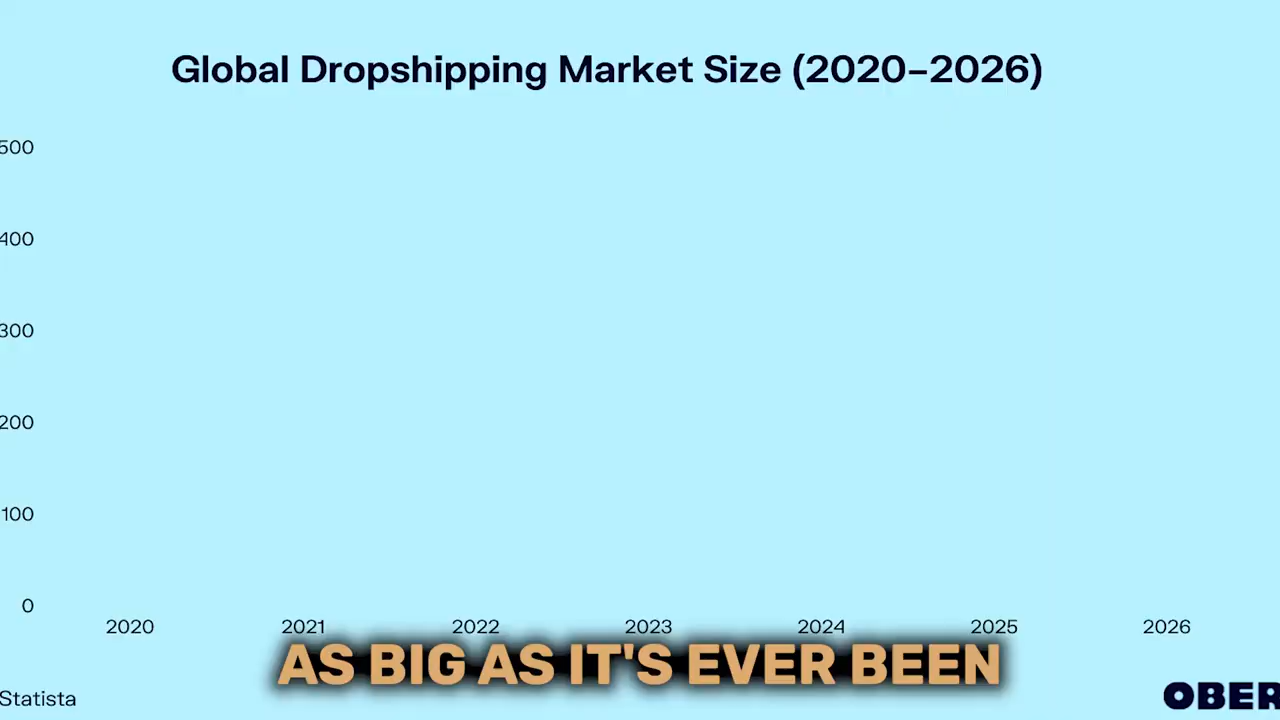 Global Dropshipping Market Size (2020–2026)
500
400
300
200
100
0
2020 2021 2022 2023 2024 2025 2026
AS BIG AS IT'S EVER BEEN
Statista
OBER